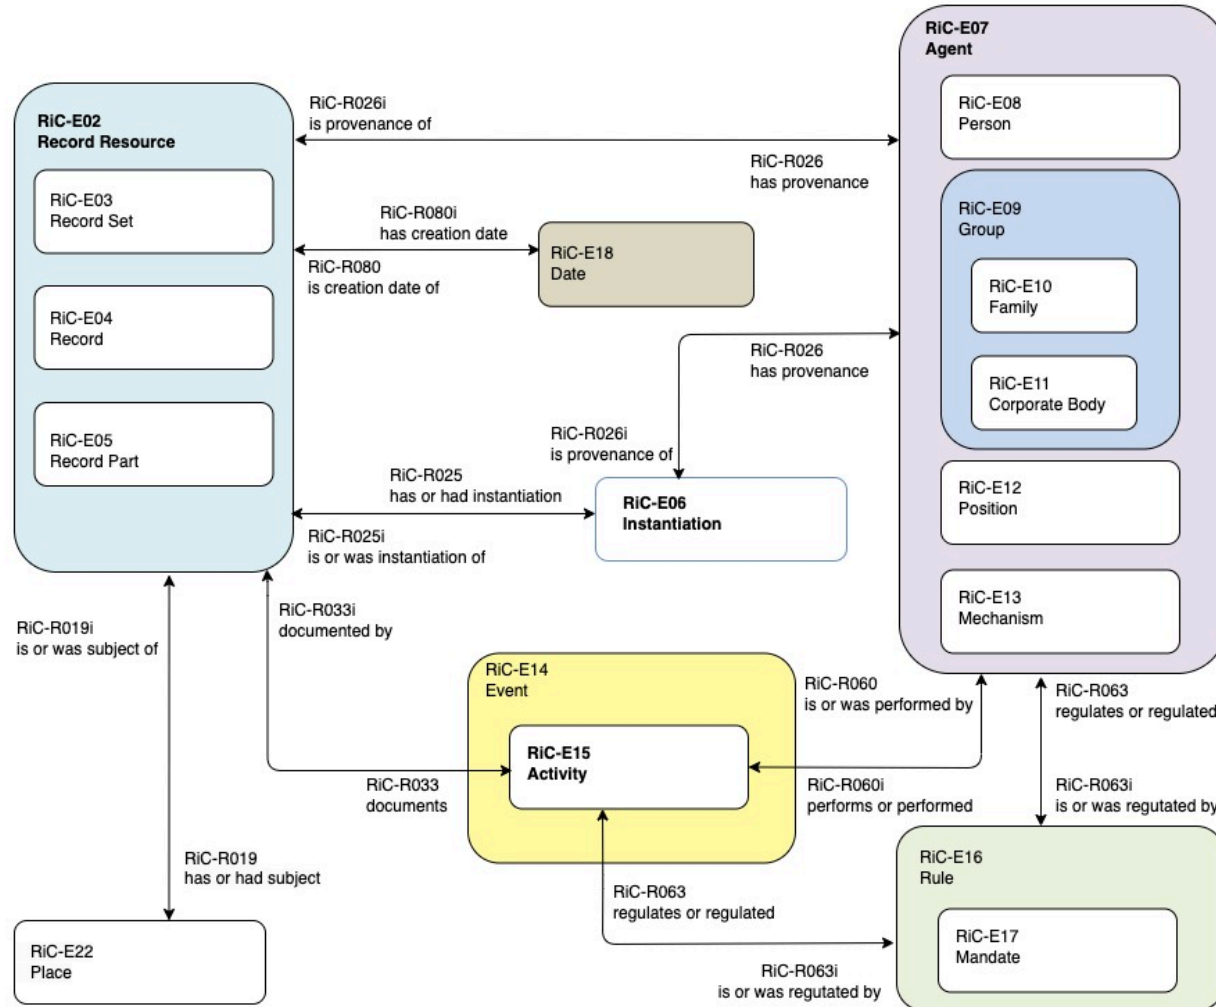 RiC-E07
Agent
RiC-E08
Person
RiC-E09
Group
RiC-E10
Family
RiC-E11
Corporate Body
RiC-E12
Position
RiC-E13
Mechanism
RiC-E02
Record Resource
RiC-E03
Record Set
RiC-E04
Record
RiC-E05
Record Part
RiC-R026i
is provenance of
RiC-R026
has provenance
RiC-R080i
has creation date
RiC-R080
is creation date of
RiC-E18
Date
RiC-R026
has provenance
RiC-R026i
is provenance of
RiC-R025
has or had instantiation
RiC-R025i
is or was instantiation of
RiC-E06
Instantiation
RiC-R019i
is or was subject of
RiC-R033i
documented by
RiC-E14
Event
RiC-E15
Activity
RiC-R033
documents
RiC-R060
is or was performed by
RiC-R060i
performs or performed
RiC-R063
regulates or regulated
RiC-R063i
is or was regutated by
RiC-R019
has or had subject
RiC-E22
Place
RiC-R063
regulates or regulated
RiC-R063i
is or was regutated by
RiC-E16
Rule
RiC-E17
Mandate